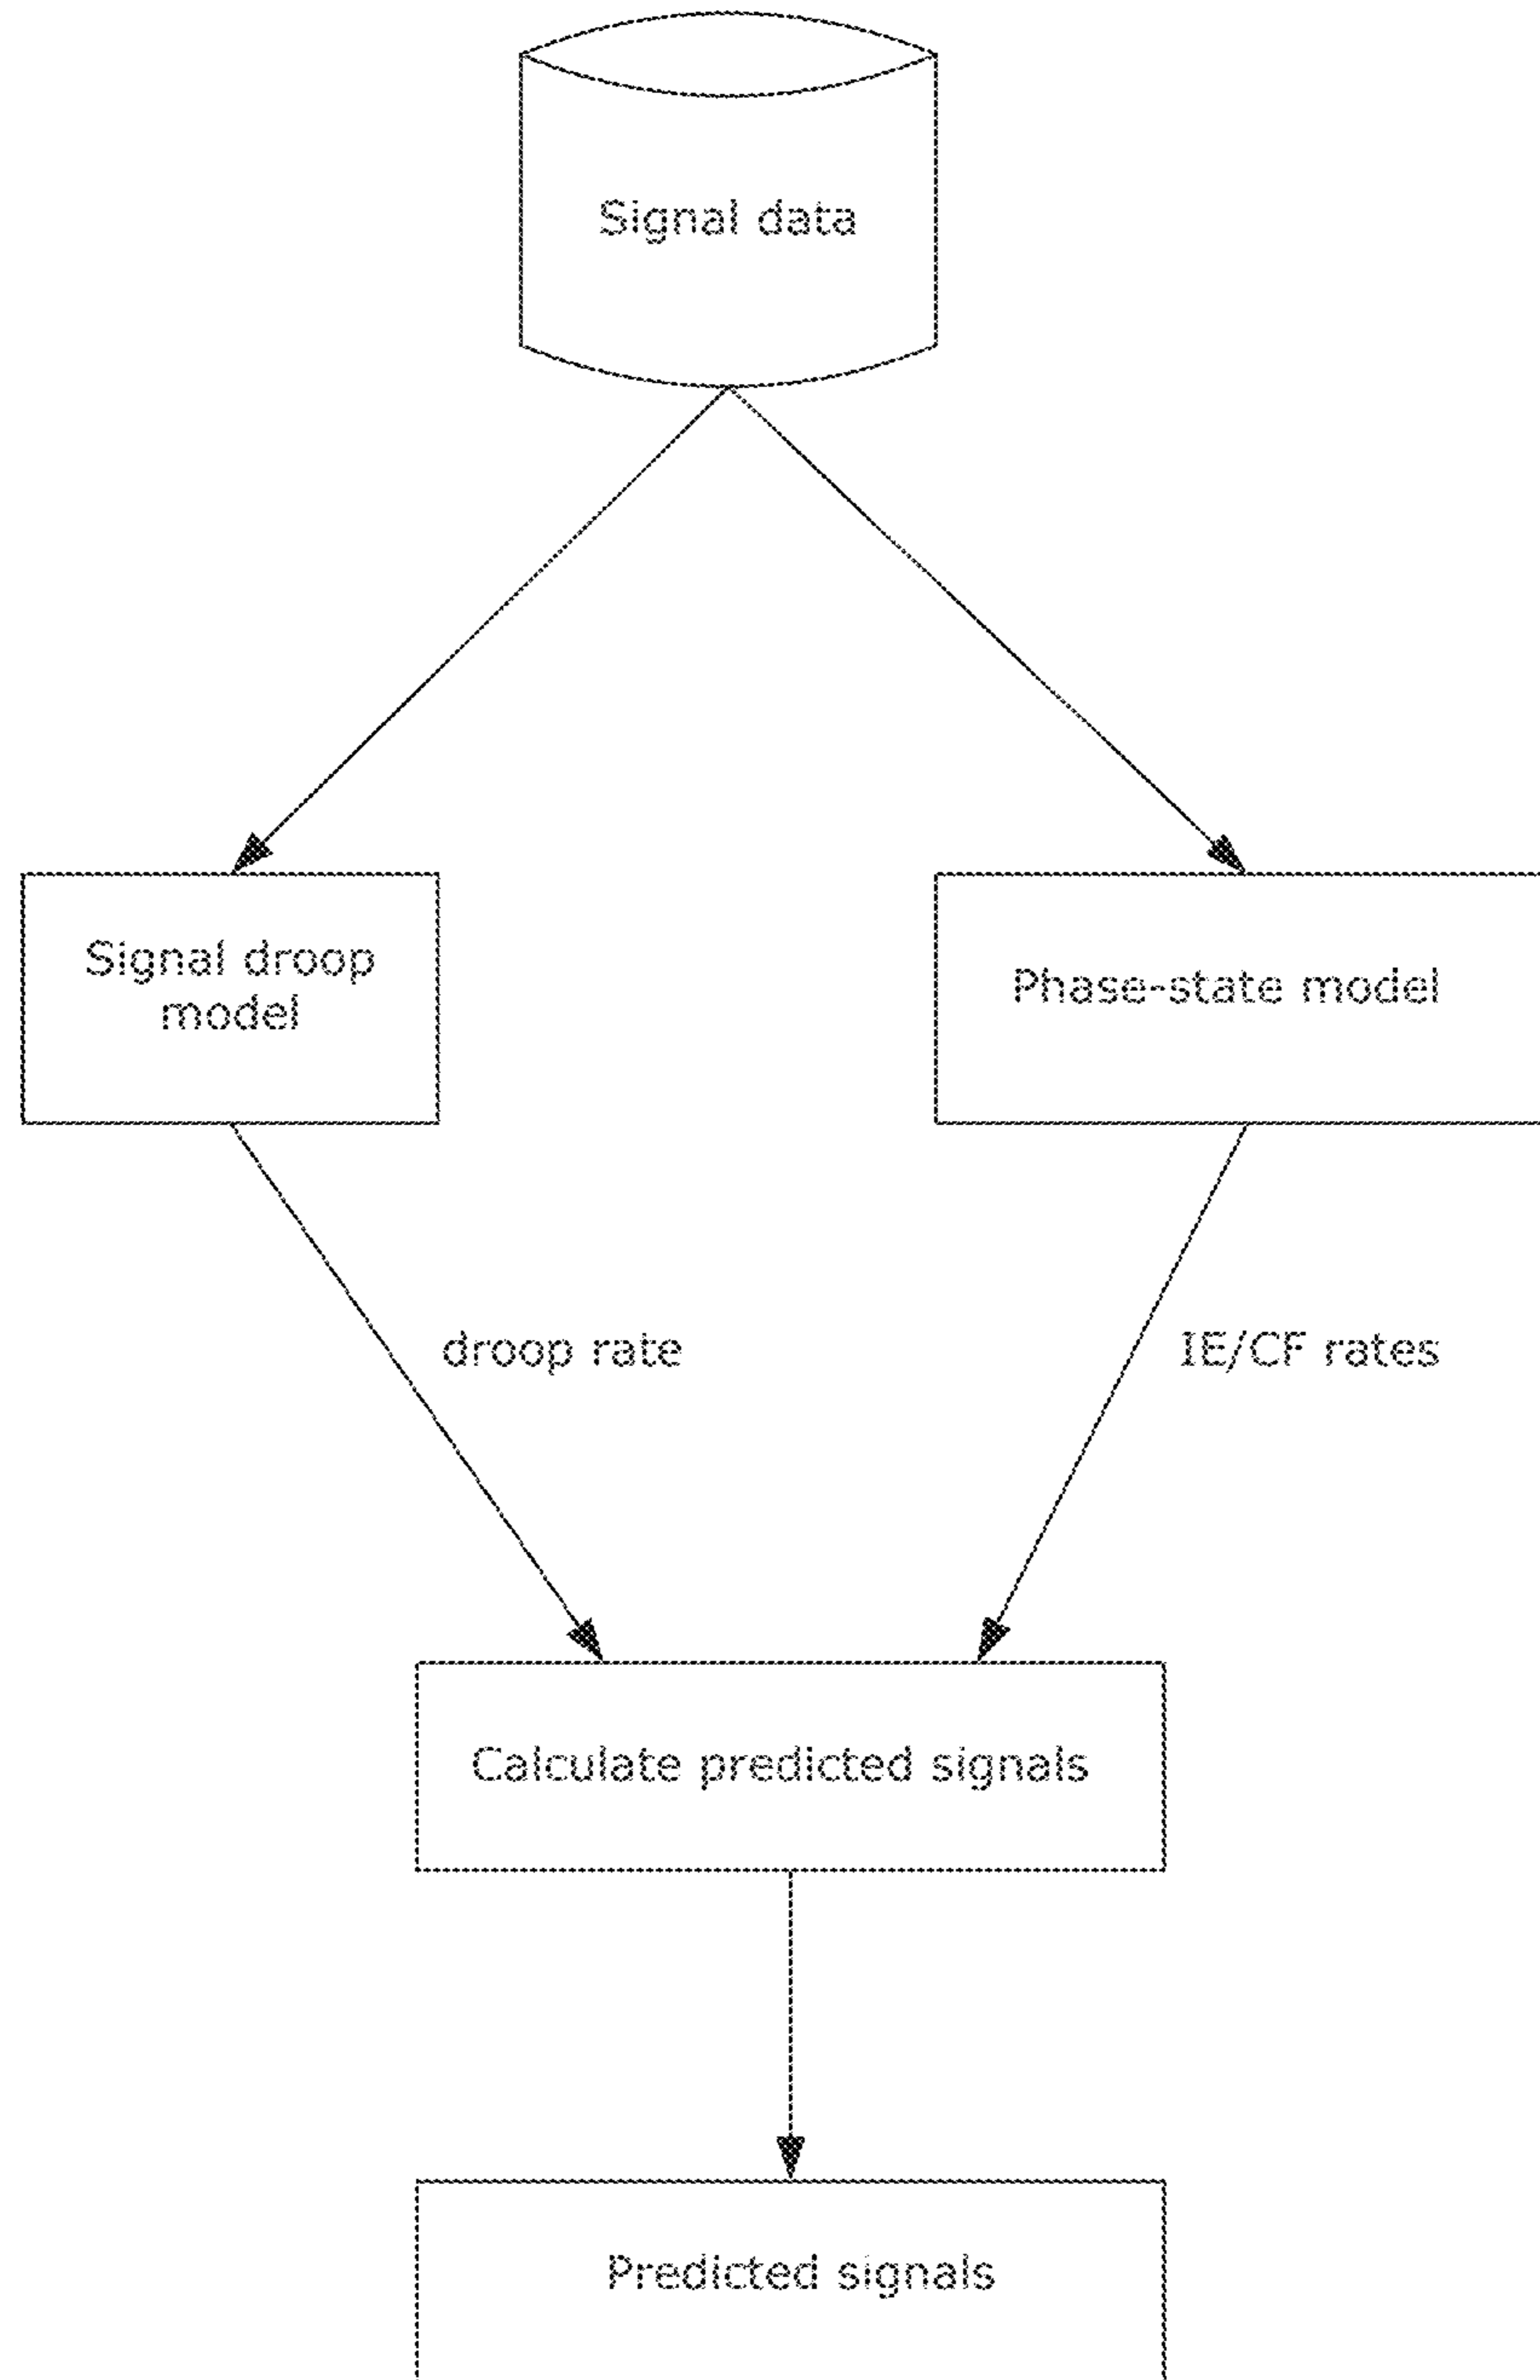 Signal data
Signal droop
model
Phase-state model
droop rate
IE/CF rates
Calculate predicted signals
Predicted signals